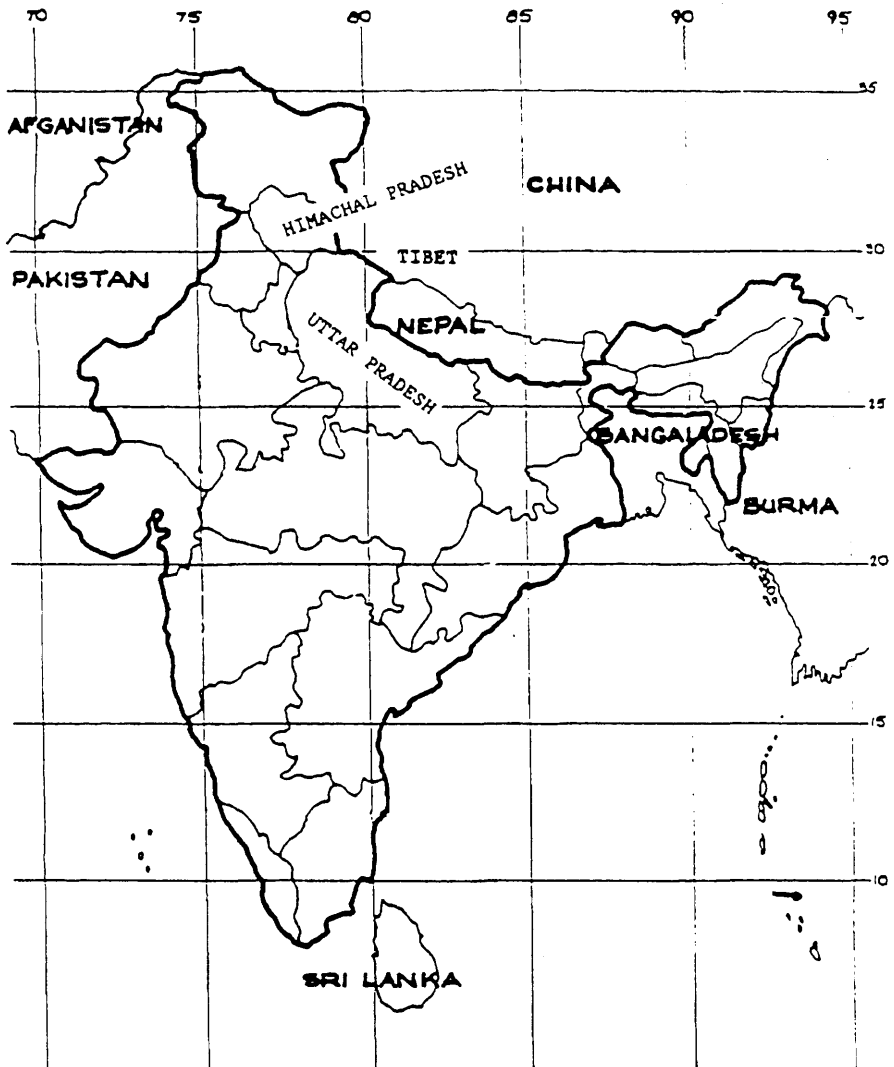 70 75 80 85 90 95
35
AFGANISTAN
CHINA
HIMACHAL PRADESH
30
TIBET
PAKISTAN
NEPAL
UTTAR PRADESH
25
BANGALADESH
BURMA
20
15
10
SRI LANKA